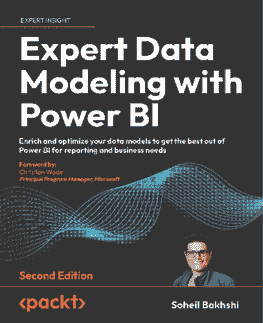 EXPERT INSIGHT
Expert Data
Modeling with
Power BI
Enrich and optimize your data models to get the best out of
Power BI for reporting and business needs
Foreword by:
Principal Program Manager, Microsoft
Second Edition
<packt>
Soheil Bakhshi